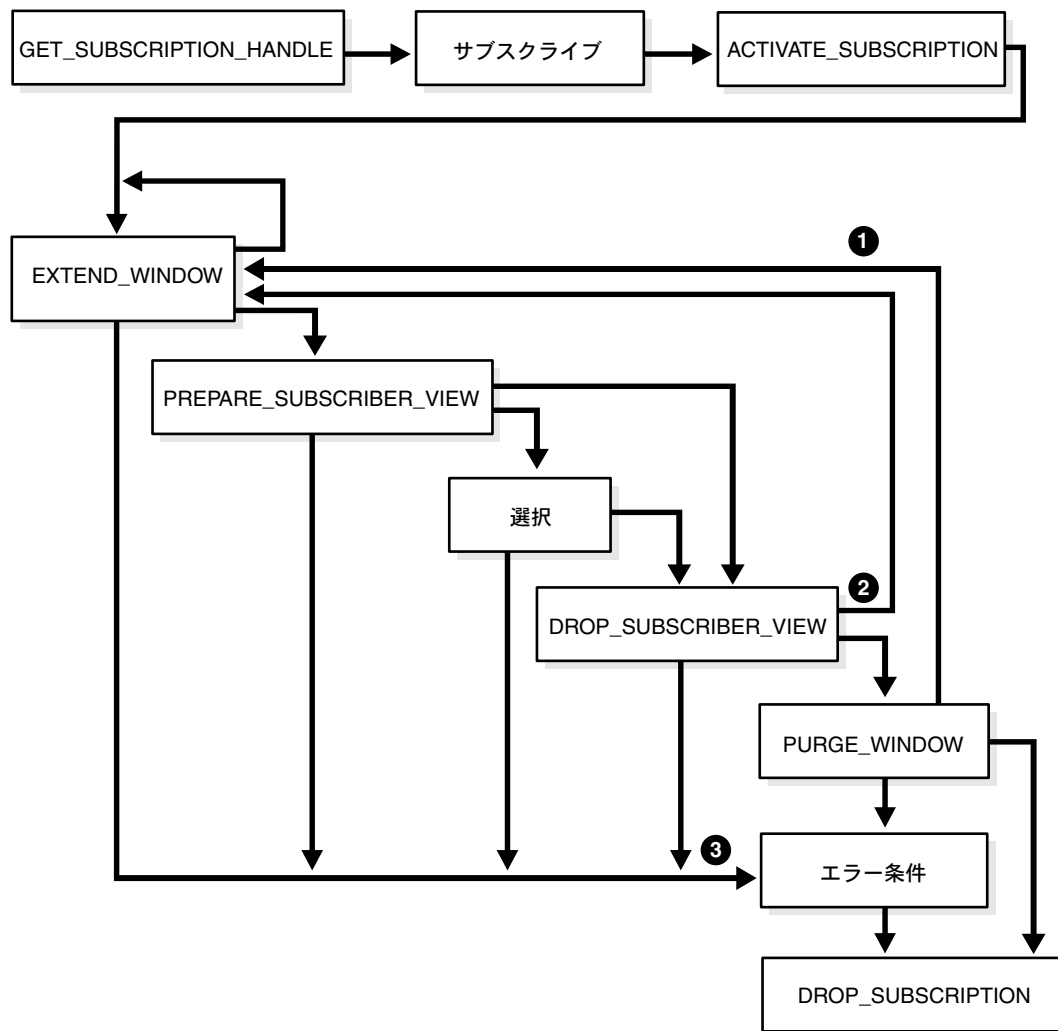 GET_SUBSCRIPTION_HANDLE
サブスクライブ
ACTIVATE_SUBSCRIPTION
1
EXTEND_WINDOW
PREPARE_SUBSCRIBER_VIEW
選択
2
DROP_SUBSCRIBER_VIEW
PURGE_WINDOW
3
エラー条件
DROP_SUBSCRIPTION